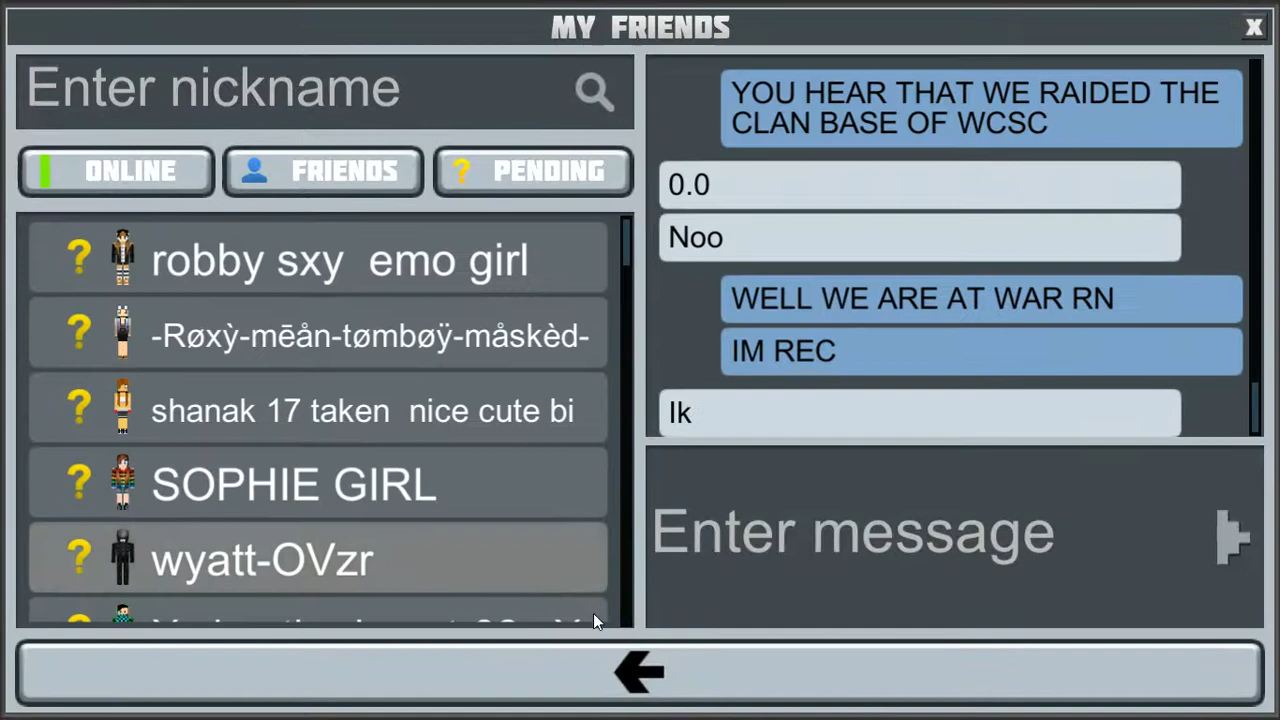 MY FRIENDS
X
Enter nickname
ONLINE
FRIENDS
? PENDING
? robby sxy  emo girl
? -Røxỳ-mēån-tømbøÿ-måskèd-
? shanak 17 taken  nice cute bi
? SOPHIE GIRL
? wyatt-OVzr
YOU HEAR THAT WE RAIDED THE
CLAN BASE OF WCSC
0.0
Noo
WELL WE ARE AT WAR RN
IM REC
Ik
Enter message